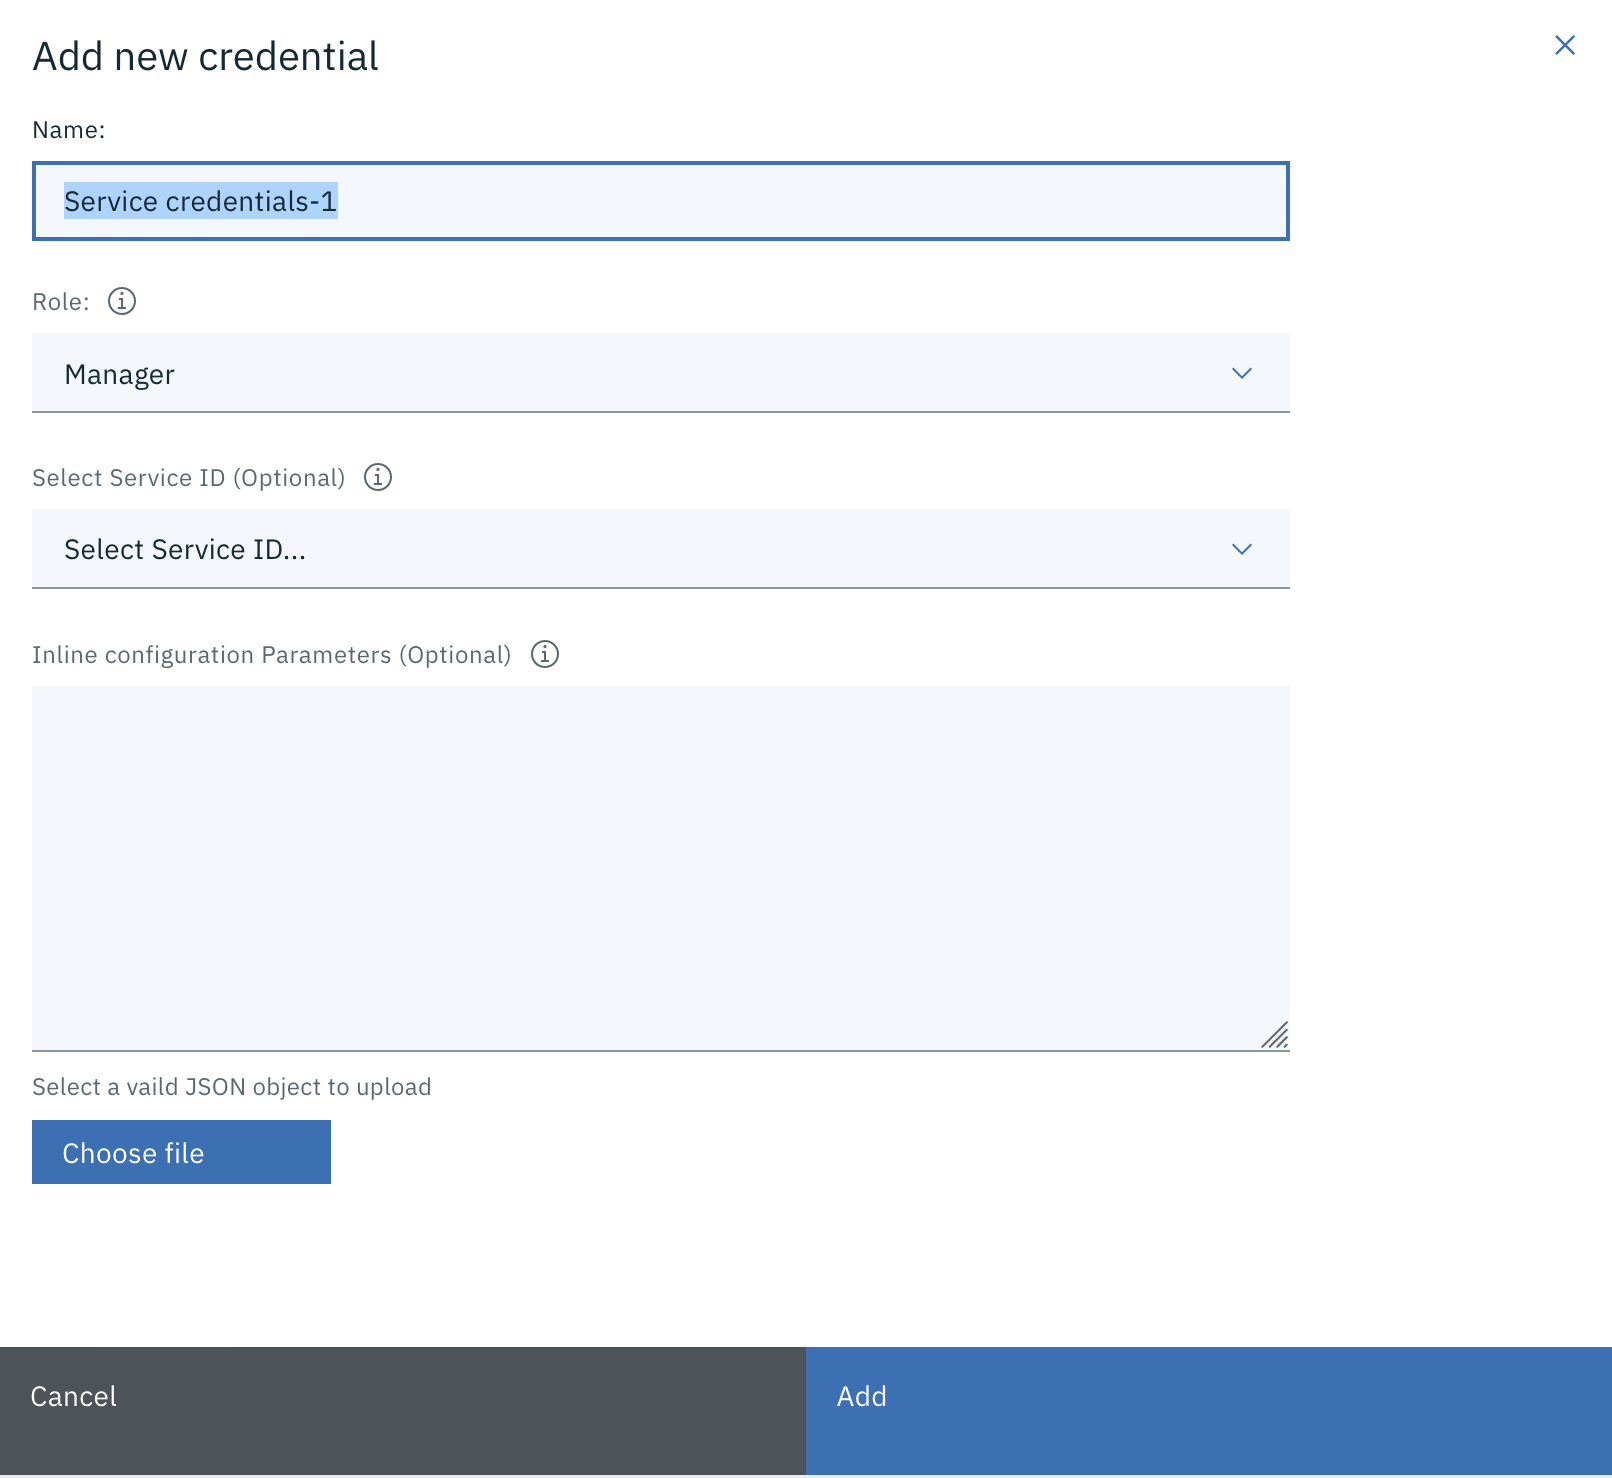 Add new credential
Name:
Service credentials-1
Role:
Manager
Select Service ID (Optional)
Select Service ID...
Inline configuration Parameters (Optional)
Select a vaild JSON object to upload
Choose file
Cancel
Add